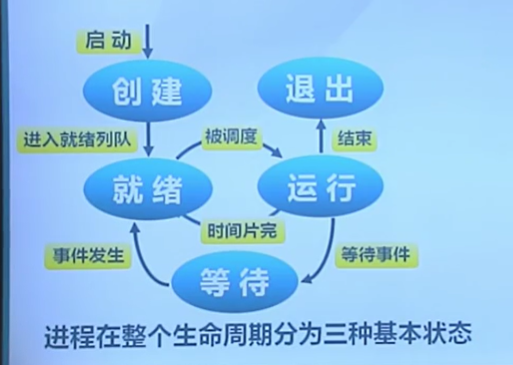 启动
创建
退出
进入就绪列队
被调度
结束
就绪
运行
时间片完
事件发生
等待事件
等待
进程在整个生命周期分为三种基本状态